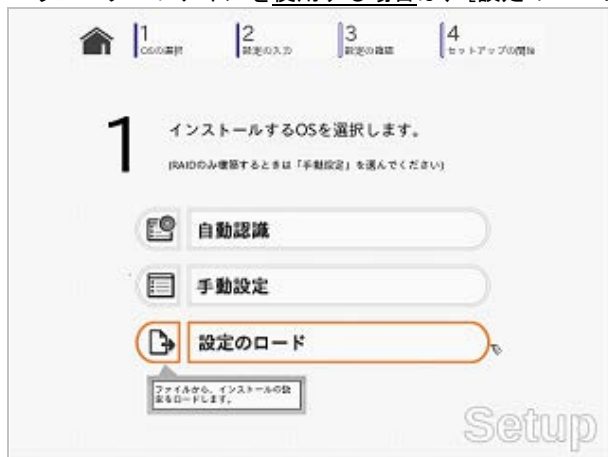 1
OSの選択
2
設定の入力
3
設定の確認
4
セットアップの開始
1
インストールするOSを選択します。
(RAIDのみ構築するときは「手動設定」を選んでください)
自動認識
手動設定
設定のロード
ファイルから、インストールの設
定をロードします。
Setup